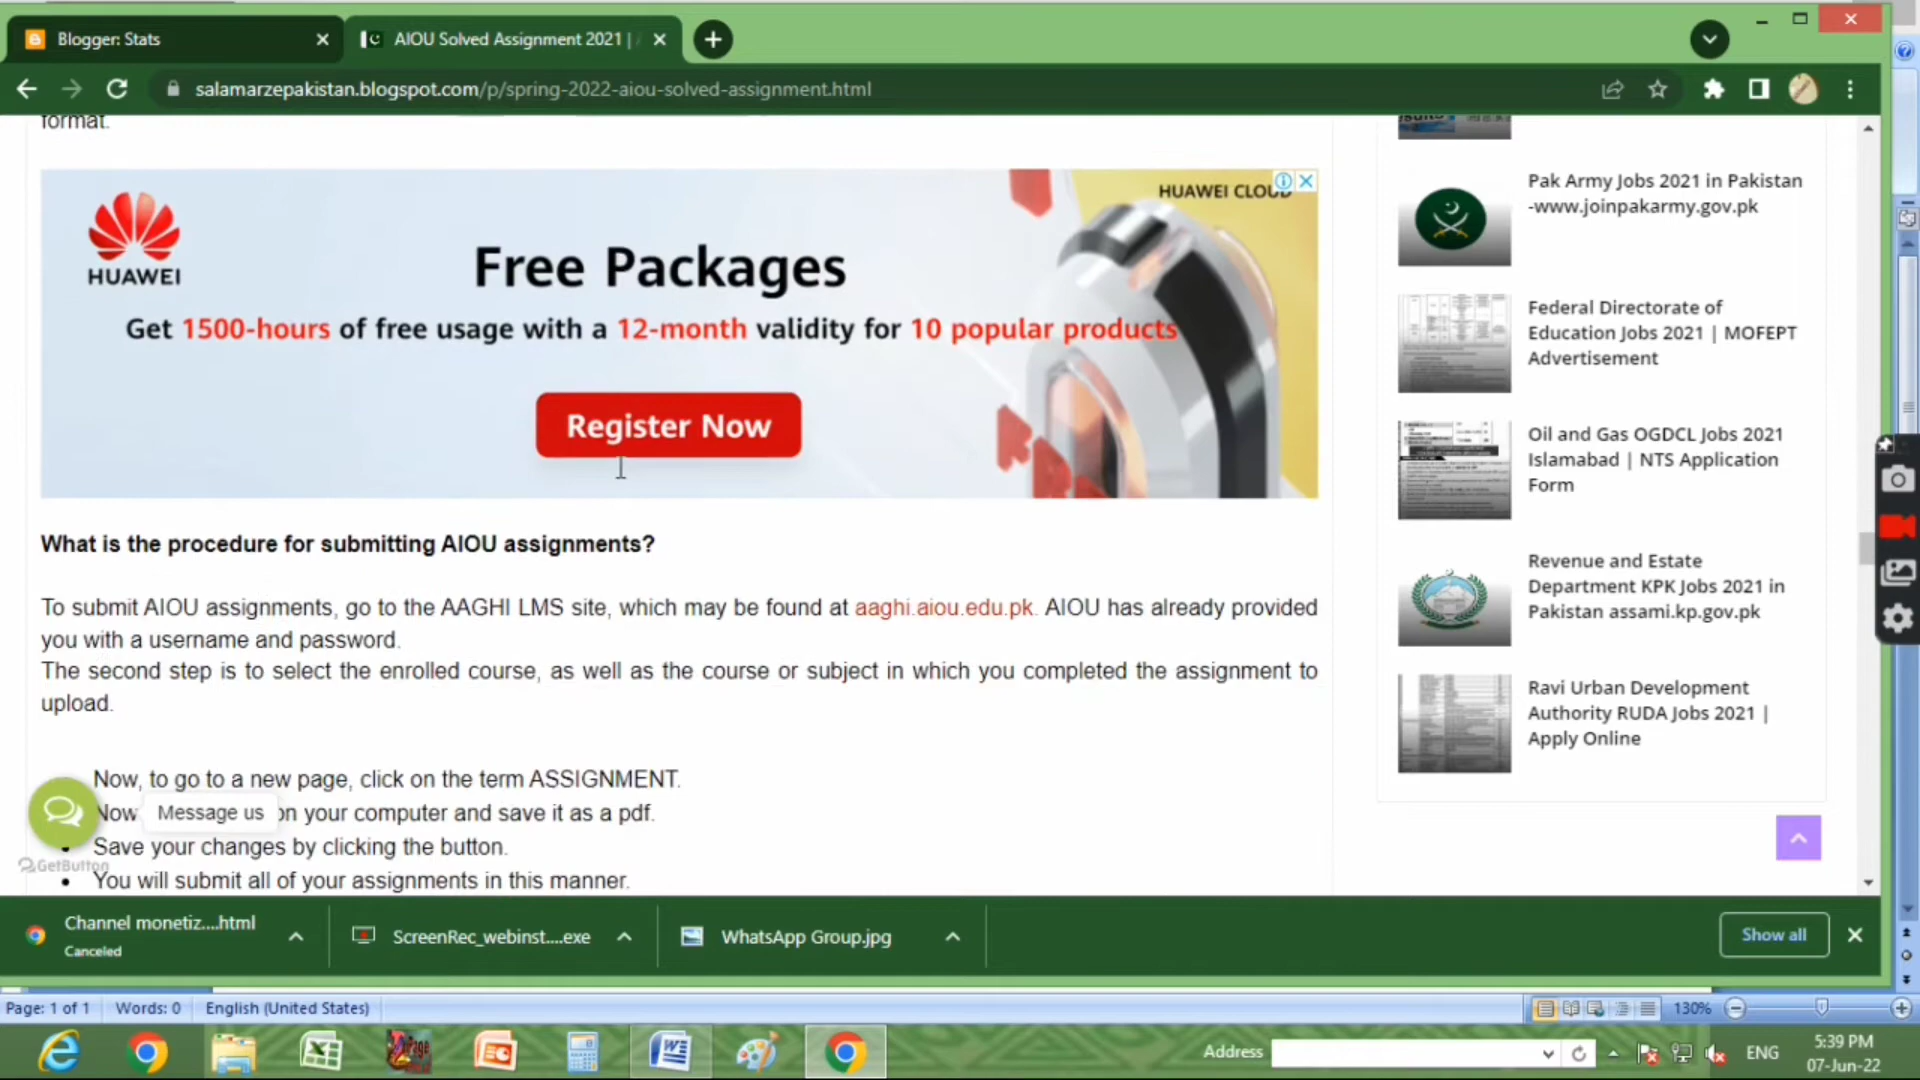 Blogger: Stats
AIOU Solved Assignment 2021 |
salamarzepakistan.blogspot.com/p/spring-2022-aiou-solved-assignment.html
format.
HUAWEI
HUAWEI CLOUD
Free Packages
Get 1500-hours of free usage with a 12-month validity for 10 popular products
Register Now
What is the procedure for submitting AIOU assignments?
To submit AIOU assignments, go to the AAGHI LMS site, which may be found at aaghi.aiou.edu.pk. AIOU has already provided
you with a username and password.
The second step is to select the enrolled course, as well as the course or subject in which you completed the assignment to
upload.
Now, to go to a new page, click on the term ASSIGNMENT.
Now
Message us
on your computer and save it as a pdf.
Save your changes by clicking the button.
GetButton
You will submit all of your assignments in this manner.
Pak Army Jobs 2021 in Pakistan
-www.joinpakarmy.gov.pk
Federal Directorate of
Education Jobs 2021 | MOFEPT
Advertisement
Oil and Gas OGDCL Jobs 2021
Islamabad | NTS Application
Form
Revenue and Estate
Department KPK Jobs 2021 in
Pakistan assami.kp.gov.pk
Ravi Urban Development
Authority RUDA Jobs 2021 |
Apply Online
Channel monetiz....html
Canceled
ScreenRec_webinst....exe
WhatsApp Group.jpg
Show all
Page: 1 of 1
Words: 0
English (United States)
130%
Address
ENG
5:39 PM
07-Jun-22